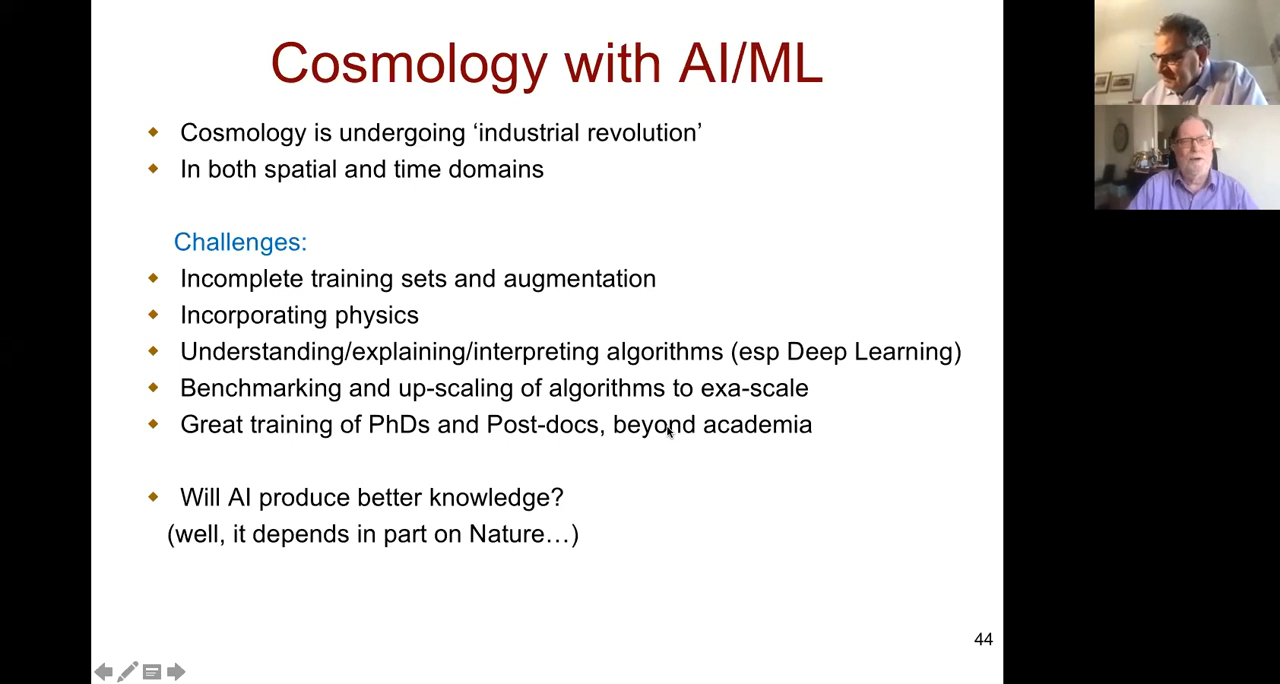 Cosmology with AI/ML
Cosmology is undergoing ‘industrial revolution’
In both spatial and time domains
Challenges:
Incomplete training sets and augmentation
Incorporating physics
Understanding/explaining/interpreting algorithms (esp Deep Learning)
Benchmarking and up-scaling of algorithms to exa-scale
Great training of PhDs and Post-docs, beyond academia
Will AI produce better knowledge?
(well, it depends in part on Nature…)
44